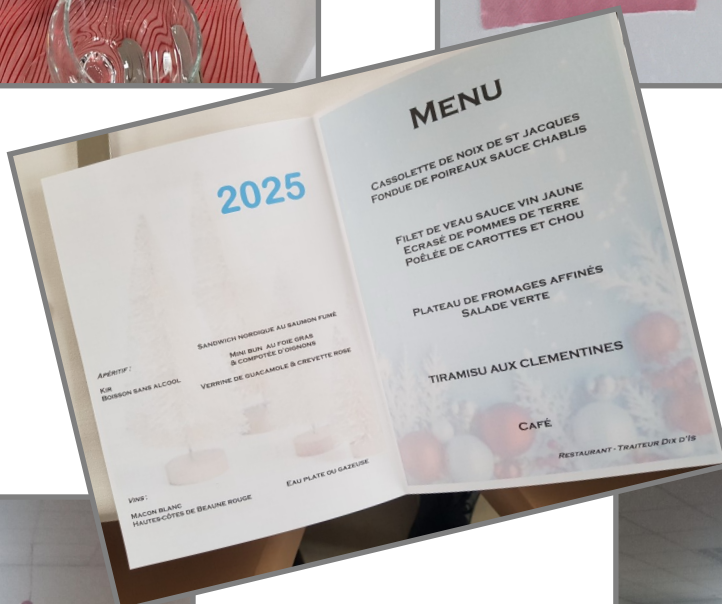 2025
SANDWICH NORDIQUE AU SAUMON FUMÉ
MINI BUN AU FOIE GRAS
& COMPOTÉE D'OIGNONS
VERRINE DE GUACAMOLE & CREVETTE ROSE
APÉRITIF :
KIR
BOISSON SANS ALCOOL
EAU PLATE OU GAZEUSE
VINS :
MACON BLANC
HAUTES-CÔTES DE BEAUNE ROUGE
MENU
CASSOLETTE DE NOIX DE ST JACQUES
FONDUE DE POIREAUX SAUCE CHABLIS
FILET DE VEAU SAUCE VIN JAUNE
ECRASÉ DE POMMES DE TERRE
POÊLÉE DE CAROTTES ET CHOU
PLATEAU DE FROMAGES AFFINÉS
SALADE VERTE
TIRAMISU AUX CLEMENTINES
CAFÉ
RESTAURANT - TRAITEUR DIX D'IS